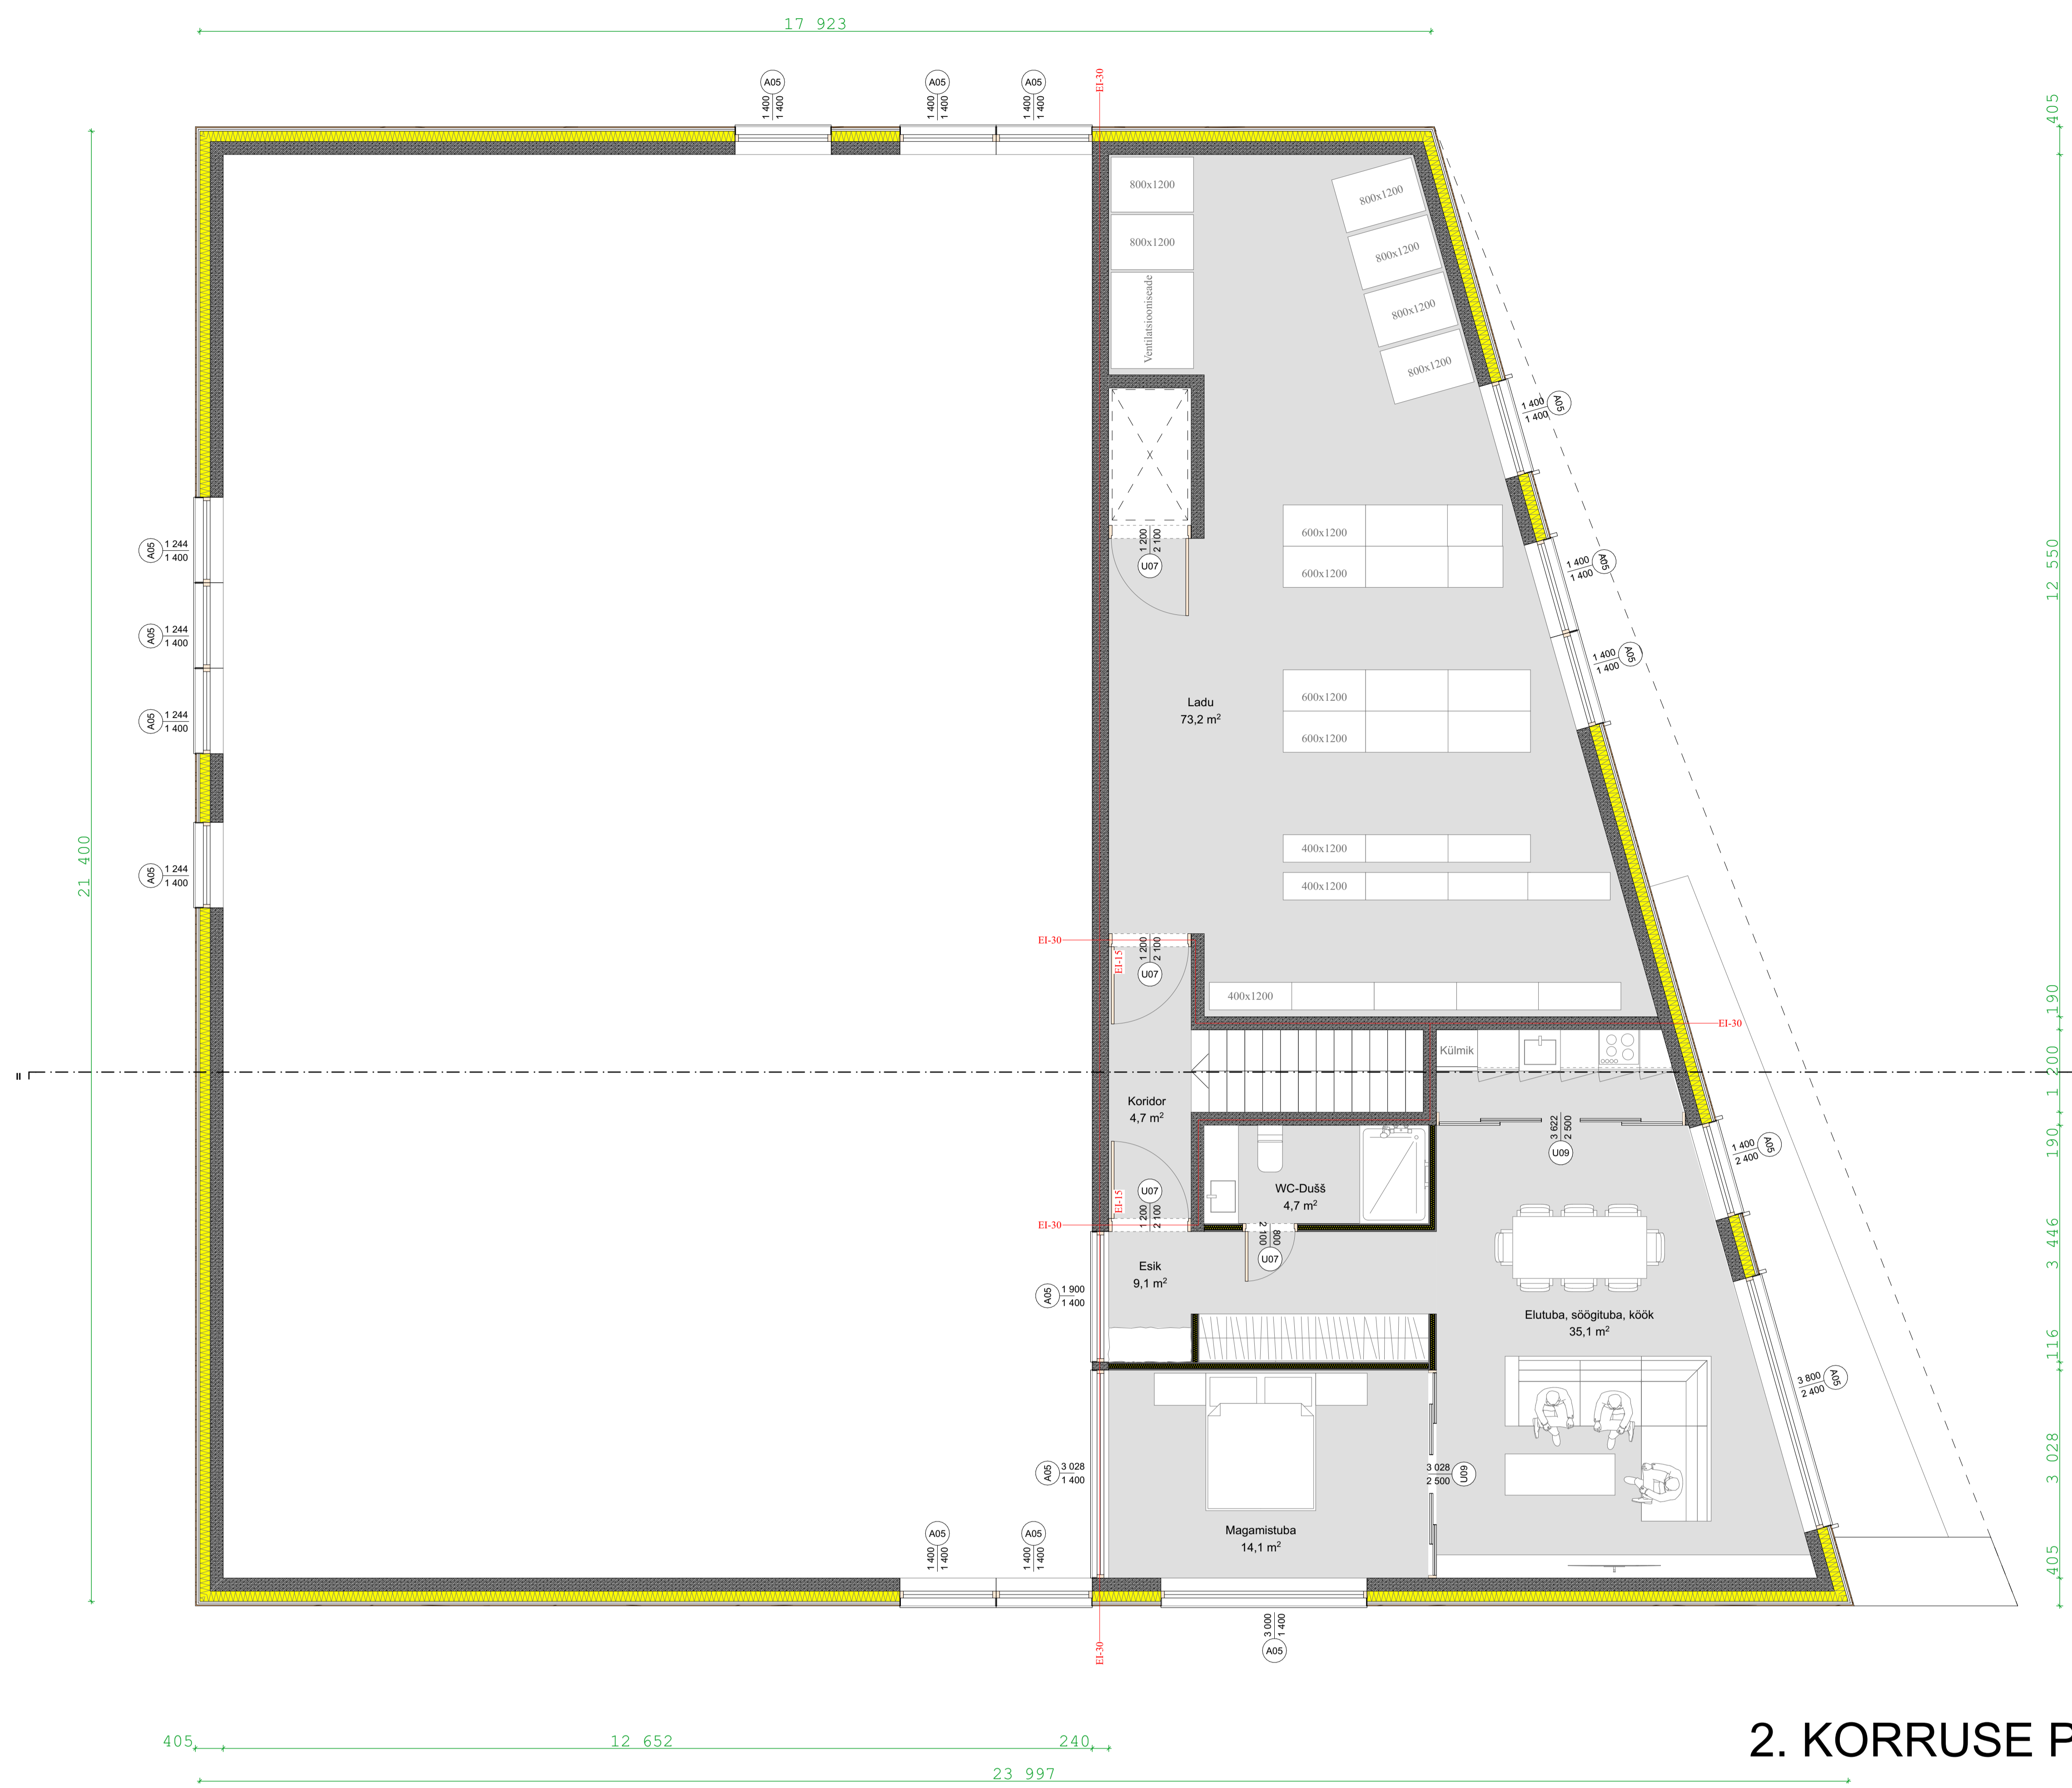 17 923
A05
1 400
1 400
A05
1 400
1 400
A05
1 400
1 400
EI-30
405
800x1200
800x1200
Ventilatsiooniseade
800x1200
800x1200
800x1200
800x1200
A05
1 400
1 400
1 200
2 100
U07
600x1200
600x1200
A05
1 244
1 400
A05
1 400
1 400
12 550
A05
1 244
1 400
A05
1 400
1 400
Ladu
73,2 m²
600x1200
600x1200
A05
1 244
1 400
21 400
A05
1 244
1 400
400x1200
400x1200
EI-30
EI-15
1 200
2 100
U07
400x1200
190
EI-30
Külmik
II
1 200
Koridor
4,7 m²
3 622
2 500
U09
190
A05
1 400
2 400
U07
1 200
2 100
EI-15
EI-30
WC-Dušš
4,7 m²
800
2 100
U07
3 446
Esik
9,1 m²
A05
1 900
1 400
Elutuba, söögituba, köök
35,1 m²
116
A05
3 800
2 400
A05
3 028
1 400
3 028
2 500
U09
3 028
Magamistuba
14,1 m²
A05
1 400
1 400
A05
1 400
1 400
405
EI-30
3 000
1 400
A05
2. KORRUSE P
405
12 652
240
23 997